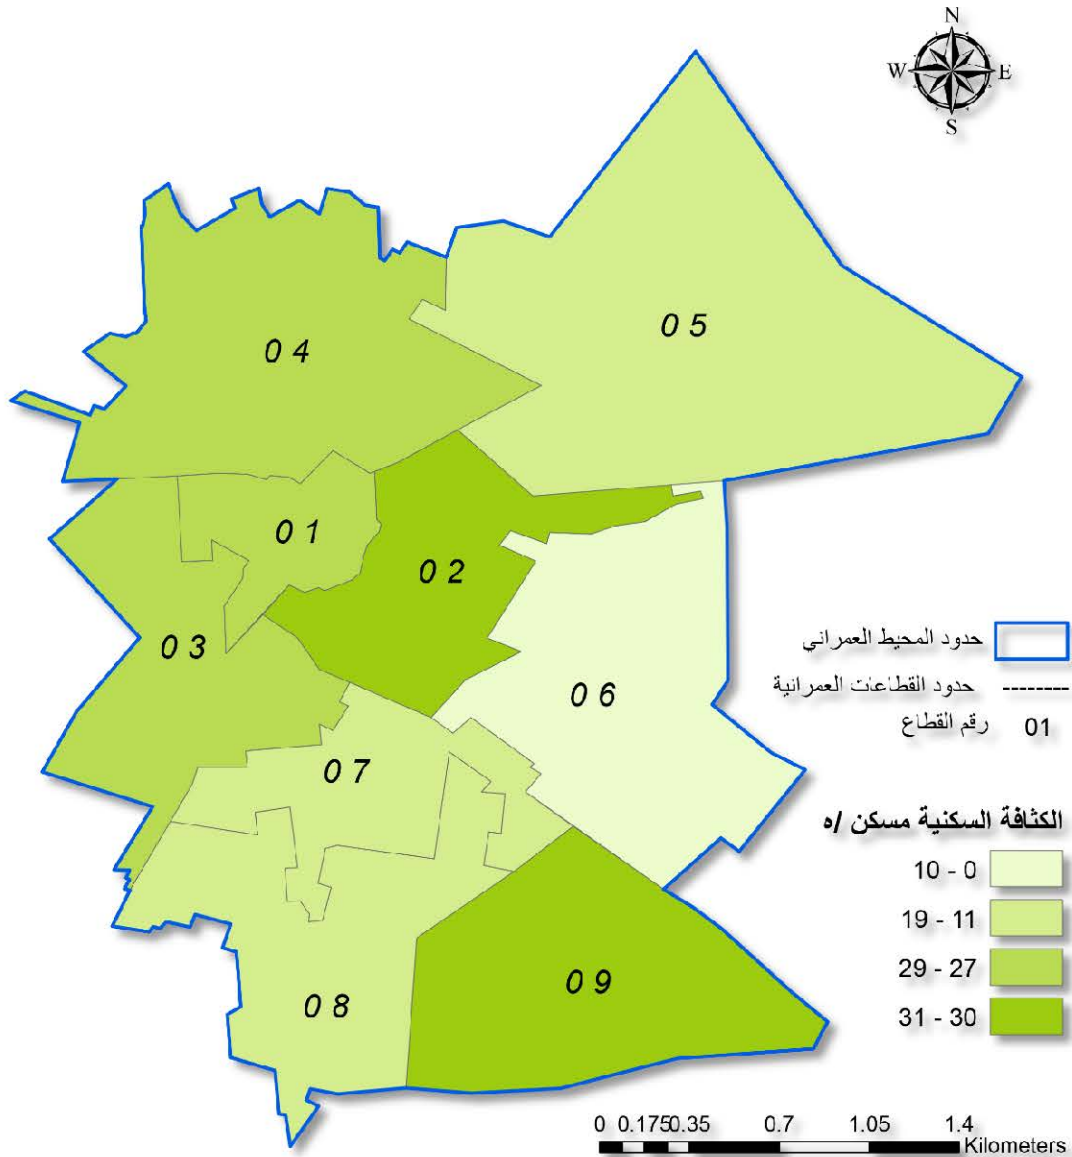 N
W E
S
0 5
0 4
0 1
0 2
0 3
0 6
0 7
0 9
0 8
حدود المحيط العمراني
حدود القطاعات العمرانية
رقم القطاع 01
الكثافة السكنية مسكن /ه
10 - 0
19 - 11
29 - 27
31 - 30
0 0.175 0.35 0.7 1.05 1.4
Kilometers